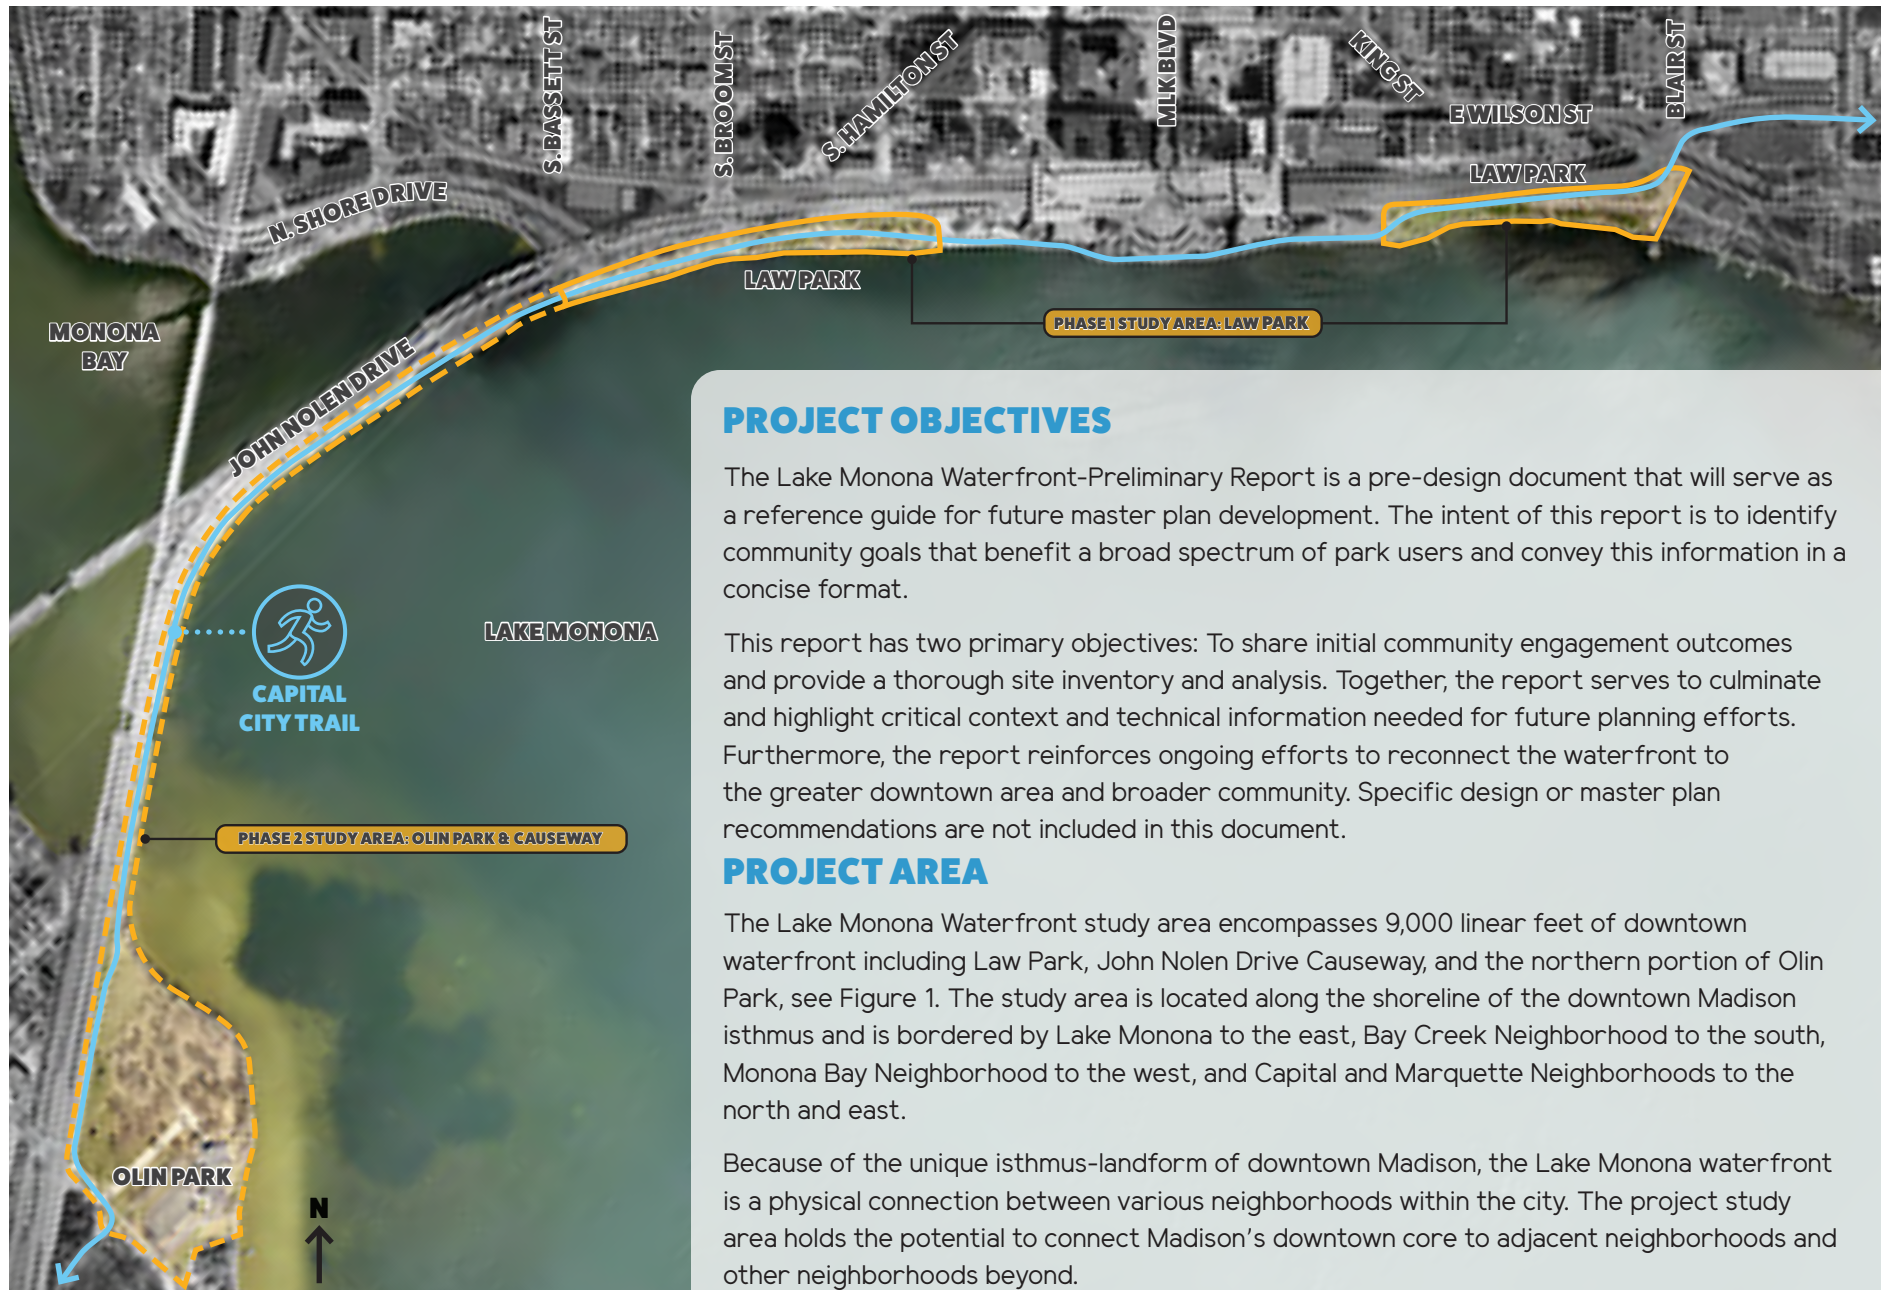 S. BASSETT ST
S. BROOM ST
S. HAMILTON ST
MLK BLVD
KING ST
E WILSON ST
BLAIR ST
LAW PARK
N. SHORE DRIVE
LAW PARK
PHASE 1 STUDY AREA: LAW PARK
MONONA
BAY
JOHN NOLEN DRIVE
LAKE MONONA
CAPITAL
CITY TRAIL
PHASE 2 STUDY AREA: OLIN PARK & CAUSEWAY
OLIN PARK
N
PROJECT OBJECTIVES
The Lake Monona Waterfront-Preliminary Report is a pre-design document that will serve as
a reference guide for future master plan development. The intent of this report is to identify
community goals that benefit a broad spectrum of park users and convey this information in a
concise format.
This report has two primary objectives: To share initial community engagement outcomes
and provide a thorough site inventory and analysis. Together, the report serves to culminate
and highlight critical context and technical information needed for future planning efforts.
Furthermore, the report reinforces ongoing efforts to reconnect the waterfront to
the greater downtown area and broader community. Specific design or master plan
recommendations are not included in this document.
PROJECT AREA
The Lake Monona Waterfront study area encompasses 9,000 linear feet of downtown
waterfront including Law Park, John Nolen Drive Causeway, and the northern portion of Olin
Park, see Figure 1. The study area is located along the shoreline of the downtown Madison
isthmus and is bordered by Lake Monona to the east, Bay Creek Neighborhood to the south,
Monona Bay Neighborhood to the west, and Capital and Marquette Neighborhoods to the
north and east.
Because of the unique isthmus-landform of downtown Madison, the Lake Monona waterfront
is a physical connection between various neighborhoods within the city. The project study
area holds the potential to connect Madison's downtown core to adjacent neighborhoods and
other neighborhoods beyond.